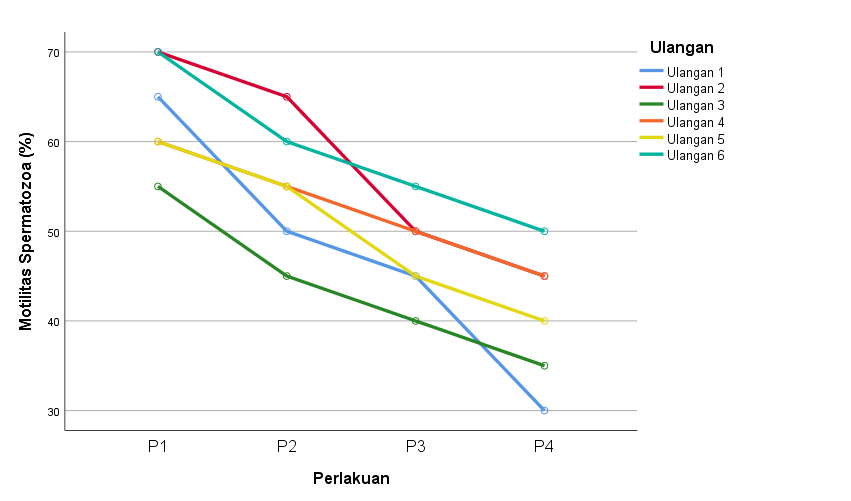 Ulangan
Ulangan 1
Ulangan 2
Ulangan 3
Ulangan 4
Ulangan 5
Ulangan 6
Motilitas Spermatozoa (%)
70
60
50
40
30
P1 P2 P3 P4
Perlakuan